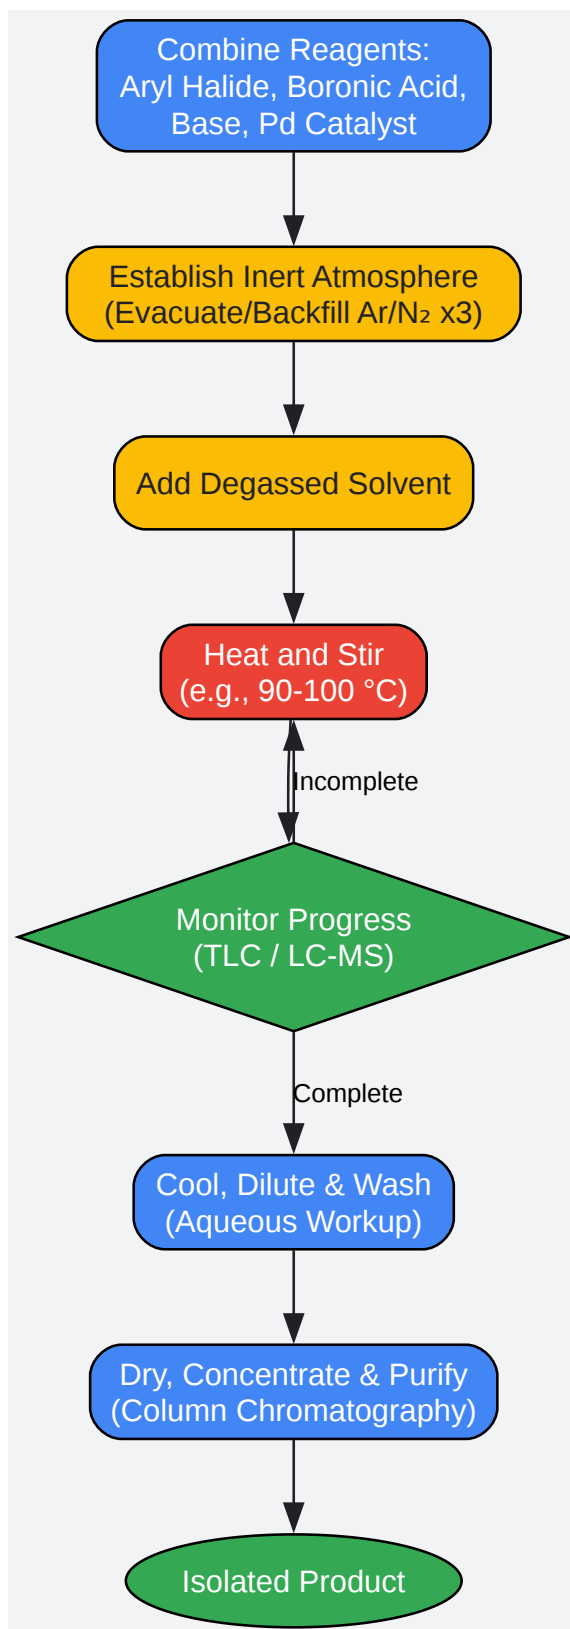 Combine Reagents:
Aryl Halide, Boronic Acid,
Base, Pd Catalyst
Establish Inert Atmosphere
(Evacuate/Backfill Ar/N₂ x3)
Add Degassed Solvent
Heat and Stir
(e.g., 90-100 °C)
Incomplete
Monitor Progress
(TLC / LC-MS)
Complete
Cool, Dilute & Wash
(Aqueous Workup)
Dry, Concentrate & Purify
(Column Chromatography)
Isolated Product